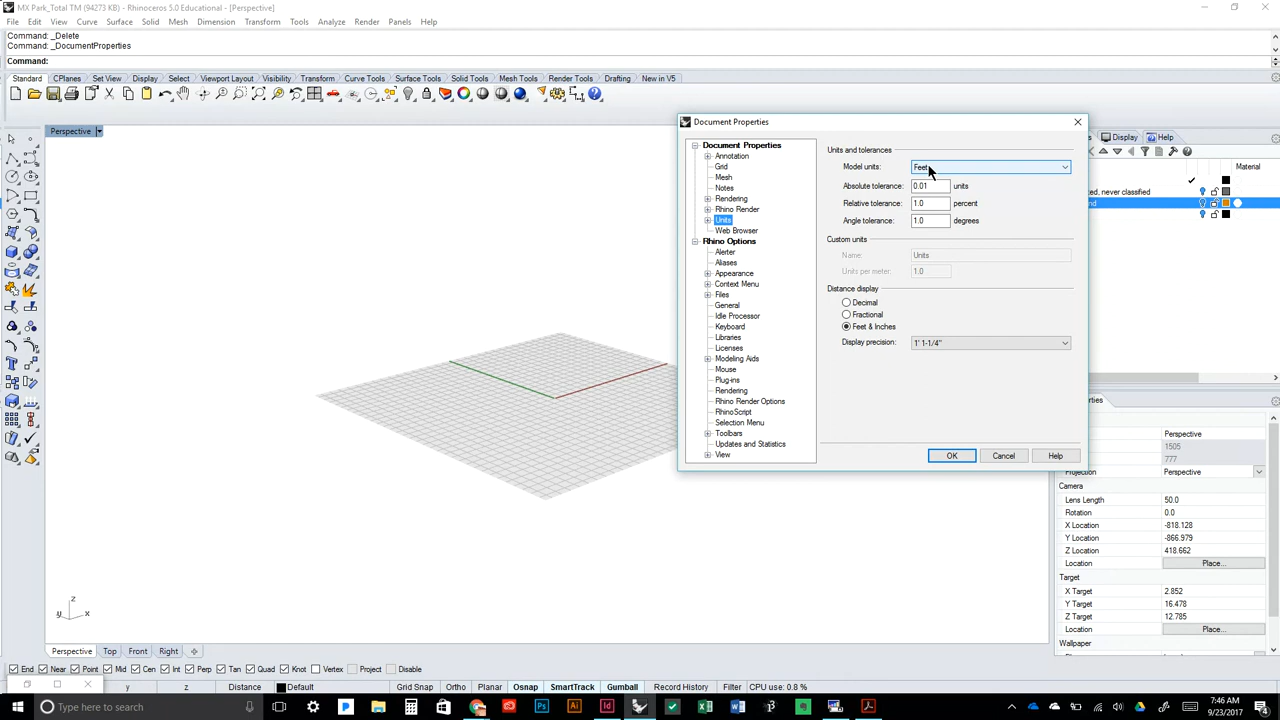 MX Park_Total TM (94273 KB) - Rhinoceros 5.0 Educational - [Perspective]
File Edit View Curve Surface Solid Mesh Dimension Transform Tools Analyze Render Panels Help
Command: _Delete
Command: _DocumentProperties
Command:
Standard CPlanes Set View Display Select Viewport Layout Visibility Transform Curve Tools Surface Tools Solid Tools Mesh Tools Render Tools Drafting New in V5
Perspective
Document Properties
Document Properties
Annotation
Grid
Mesh
Notes
Rendering
Rhino Render
Units
Web Browser
Rhino Options
Alerter
Aliases
Appearance
Context Menu
Files
General
Idle Processor
Keyboard
Libraries
Licenses
Modeling Aids
Mouse
Plug-ins
Rendering
Rhino Render Options
RhinoScript
Selection Menu
Toolbars
Updates and Statistics
View
Units and tolerances
Model units: Feet
Absolute tolerance: 0.01 units
Relative tolerance: 1.0 percent
Angle tolerance: 1.0 degrees
Custom units
Name: Units
Units per meter: 1.0
Distance display
Decimal
Fractional
Feet & Inches
Display precision: 1' 1-1/4"
OK Cancel Help
Display Help
Material
ted, never classified
nd
Perspective
1505
777
Projection Perspective
Camera
Lens Length 50.0
Rotation 0.0
X Location -818.128
Y Location -866.979
Z Location 418.662
Location Place...
Target
X Target 2.852
Y Target 16.478
Z Target 12.785
Location Place...
Wallpaper
z
y x
Perspective Top Front Right
End Near Point Mid Cen Int Perp Tan Quad Knot Vertex Project Disable
y z Distance Default Grid Snap Ortho Planar Osnap SmartTrack Gumball Record History Filter CPU use: 0.8 %
Type here to search
7:46 AM
9/23/2017